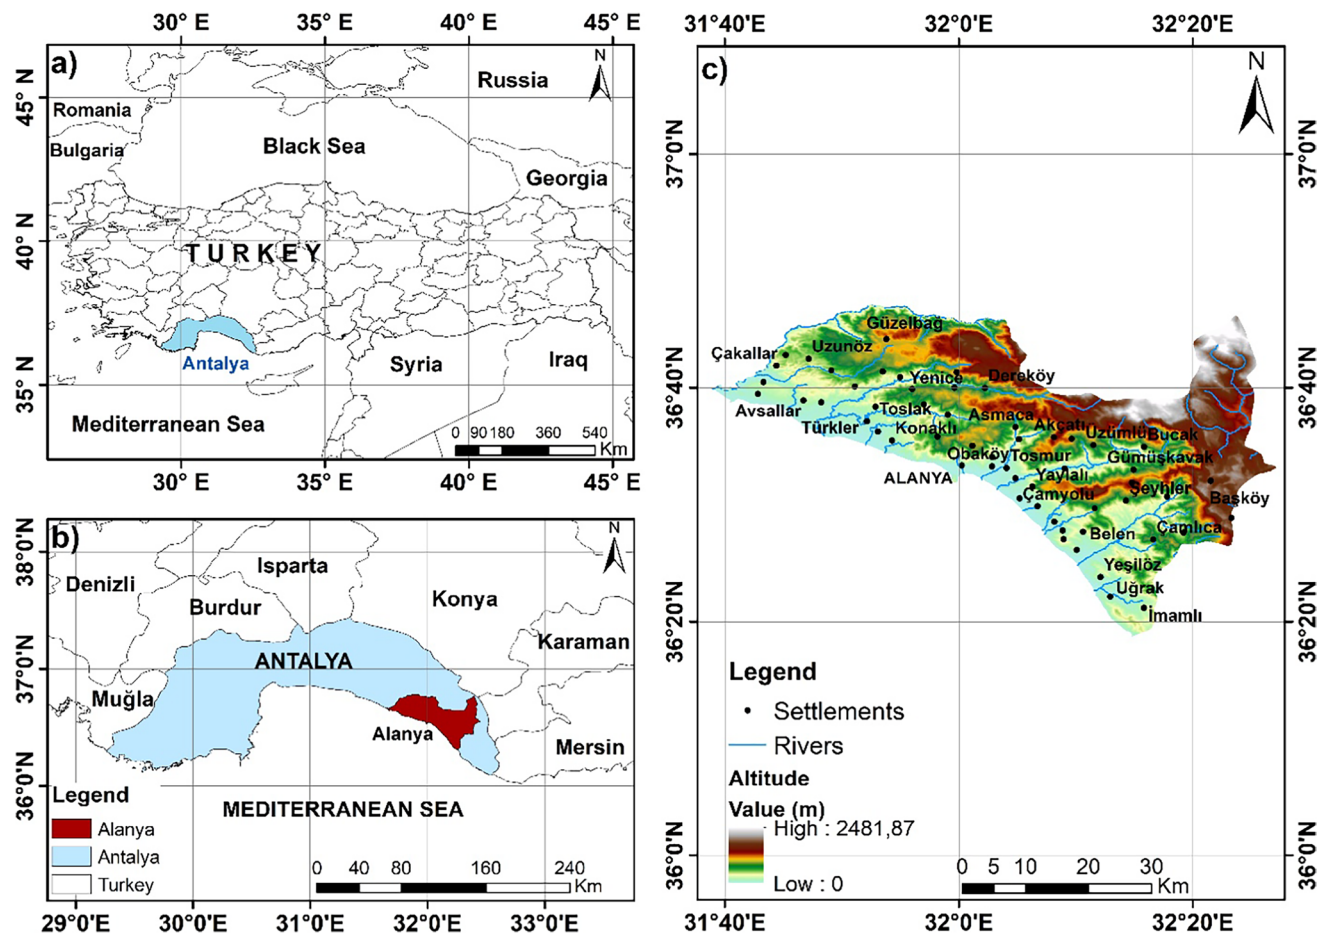 30° E 35° E 40° E 45° E
a)
N
Russia
45° N
Romania
Black Sea
Bulgaria
Georgia
40° N
TURKEY
Antalya
Syria
Iraq
35° N
Mediterranean Sea
0 90 180 360 540
Km
30° E 35° E 40° E 45° E
b)
N
38°0'N
Isparta
Denizli
Burdur
Konya
Karaman
ANTALYA
37°0'N
Muğla
Alanya
Mersin
36°0'N
MEDITERRANEAN SEA
Legend
Alanya
Antalya
Turkey
0 40 80 160 240
Km
29°0'E 30°0'E 31°0'E 32°0'E 33°0'E
31°40'E 32°0'E 32°20'E
c)
N
37°0'N 37°0'N
Güzelbağ
Çakallar Uzunöz
36°40'N 36°40'N
Yenice Dereköy
Avsallar Toslak Asmaca
Türkler Konaklı Akçatı Üzümlü Bucak
Obaköy Tosmur Gümüşkavak
ALANYA Yaylalı
Çamyolu Şeyhler Başköy
Belen Çamlıca
Yeşilöz
Uğrak
İmamlı
36°20'N 36°20'N
Legend
Settlements
Rivers
Altitude
Value (m)
High : 2481,87
Low : 0
36°0'N 36°0'N
0 5 10 20 30
Km
31°40'E 32°0'E 32°20'E